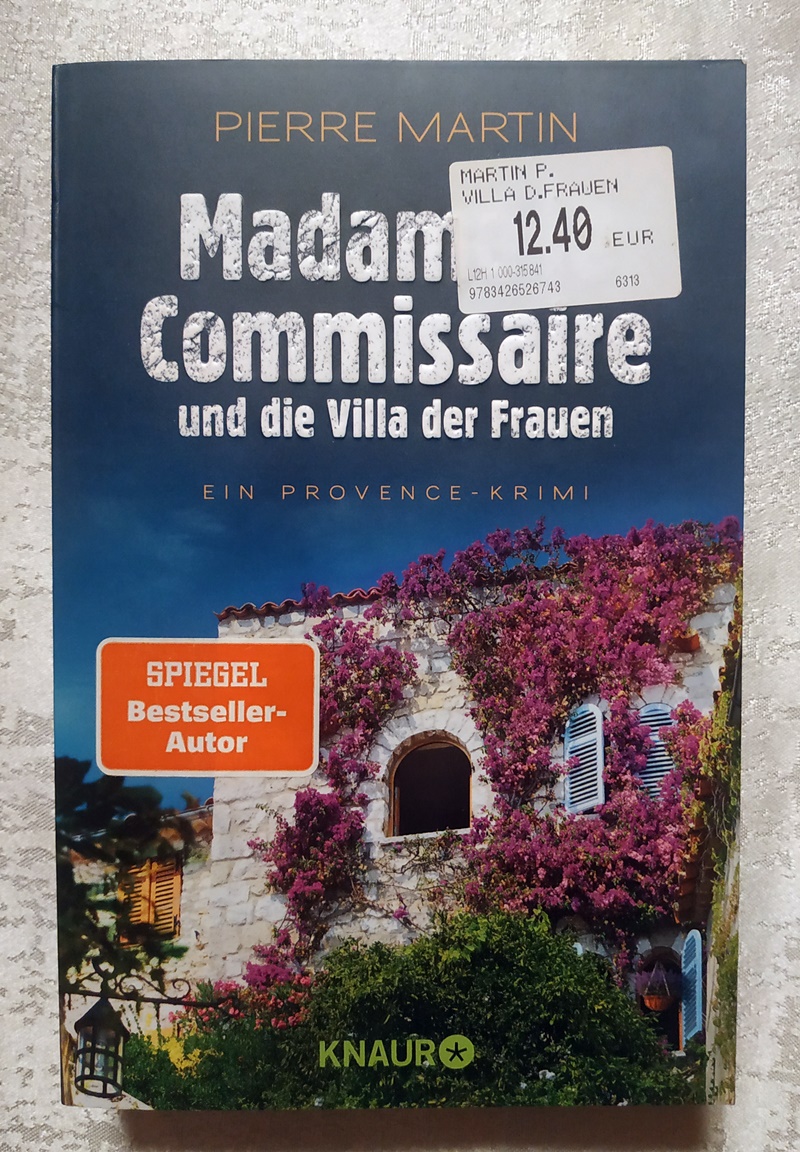 PIERRE MARTIN
MARTIN P.
VILLA D.FRAUEN
12.40 EUR
L12H 1 000-315841
9783426526743 6313
Madam
Commissaire
und die Villa der Frauen
EIN PROVENCE-KRIMI
SPIEGEL
Bestseller-
Autor
KNAUR